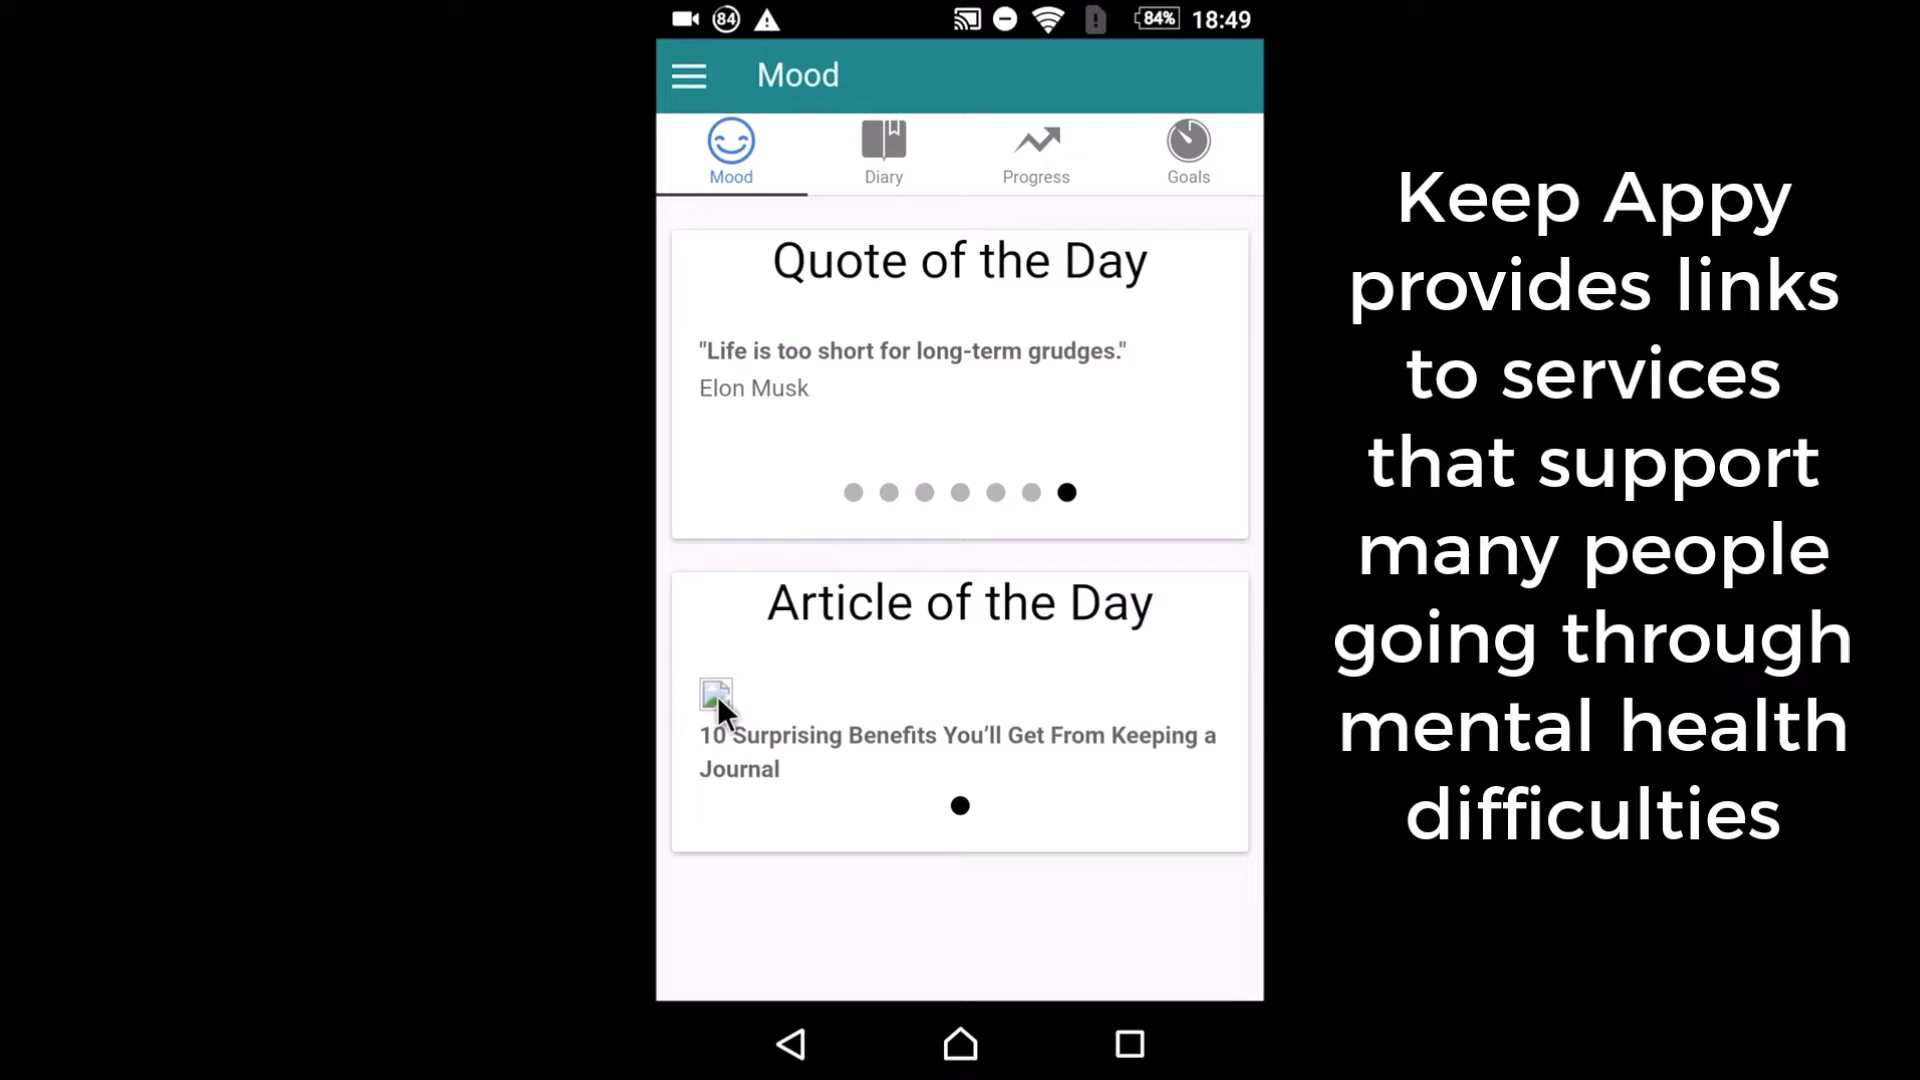 84
84%
18:49
Mood
Mood
Diary
Progress
Goals
Quote of the Day
"Life is too short for long-term grudges."
Elon Musk
Article of the Day
10 Surprising Benefits You’ll Get From Keeping a
Journal
Keep Appy
provides links
to services
that support
many people
going through
mental health
difficulties